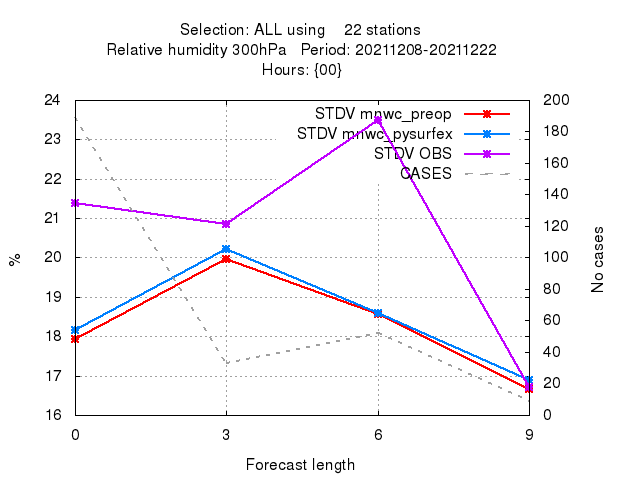 Selection: ALL using 22 stations
Relative humidity 300hPa Period: 20211208-20211222
Hours: {00}
24 200
STDV mnwc_preop
23 180
STDV mnwc_pysurfex
160
STDV OBS
22 140
CASES
21 120
20 100
% No cases
19 80
18 60
40
17 20
16 0
0 3 6 9
Forecast length